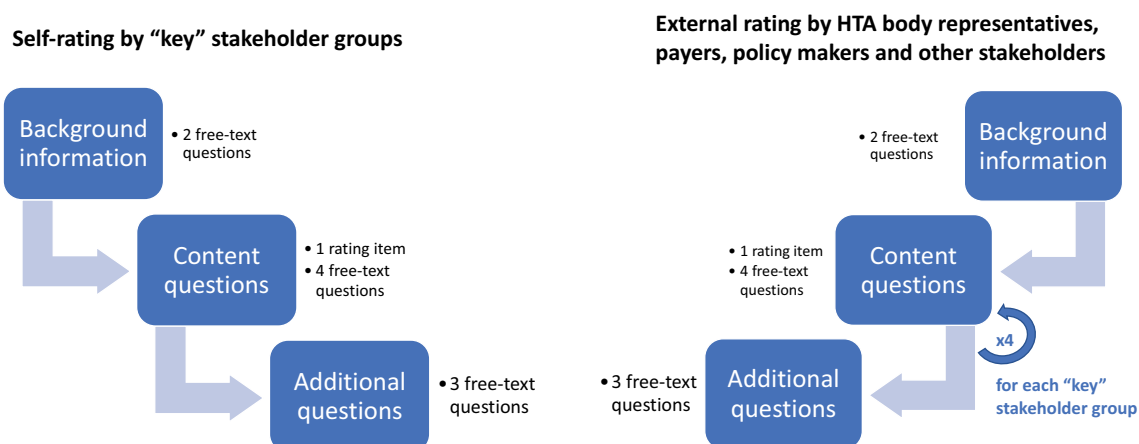 Self-rating by “key” stakeholder groups
Background
information
• 2 free-text
questions
Content
questions
• 1 rating item
• 4 free-text
questions
Additional
questions
• 3 free-text
questions
External rating by HTA body representatives,
payers, policy makers and other stakeholders
• 2 free-text
questions
Background
information
• 1 rating item
• 4 free-text
questions
Content
questions
x4
for each “key”
stakeholder group
• 3 free-text
questions
Additional
questions